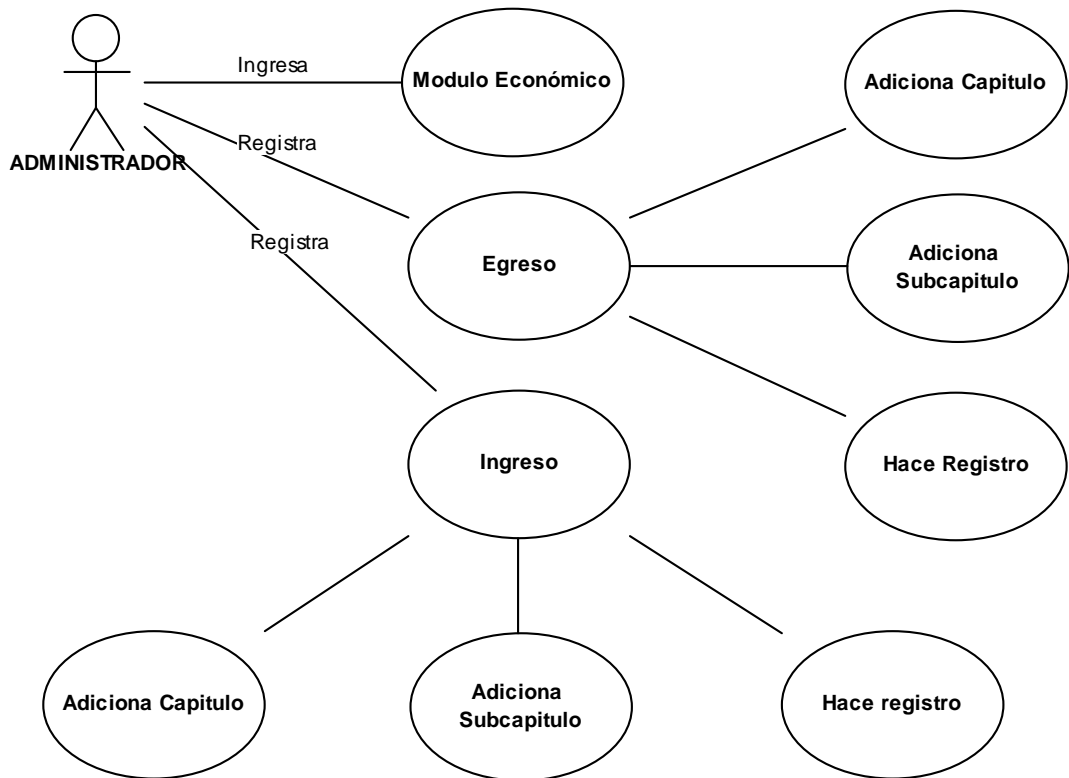 Ingresa
Modulo Económico
Adiciona Capitulo
ADMINISTRADOR
Registra
Egreso
Adiciona
Subcapitulo
Registra
Ingreso
Hace Registro
Adiciona Capitulo
Adiciona
Subcapitulo
Hace registro